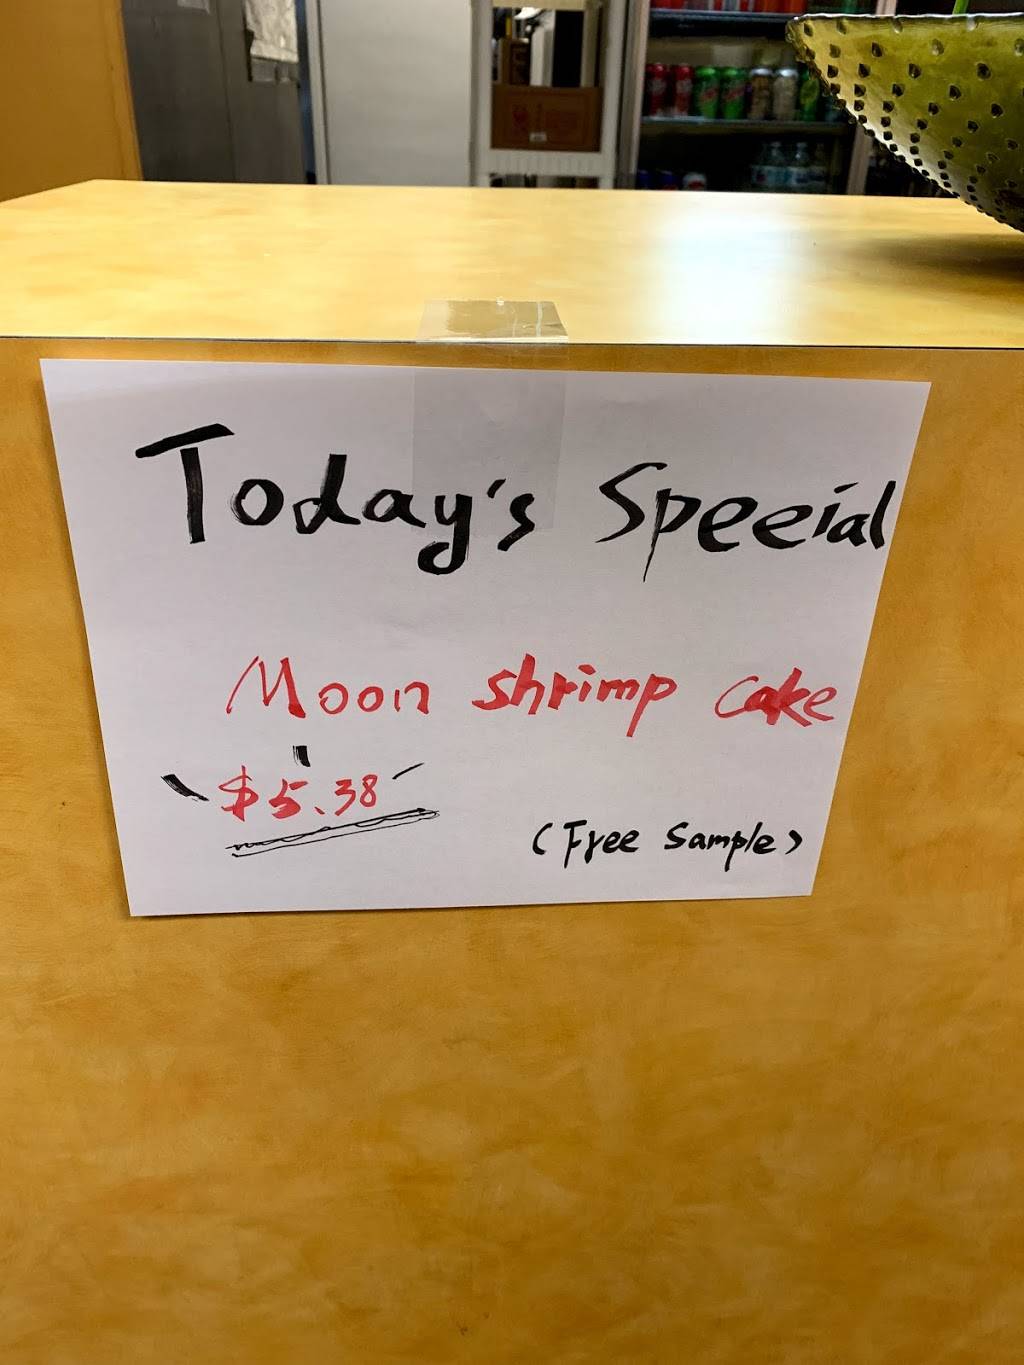 Today's Speeial
Moon shrimp cake
$5.38
(Free Sample)